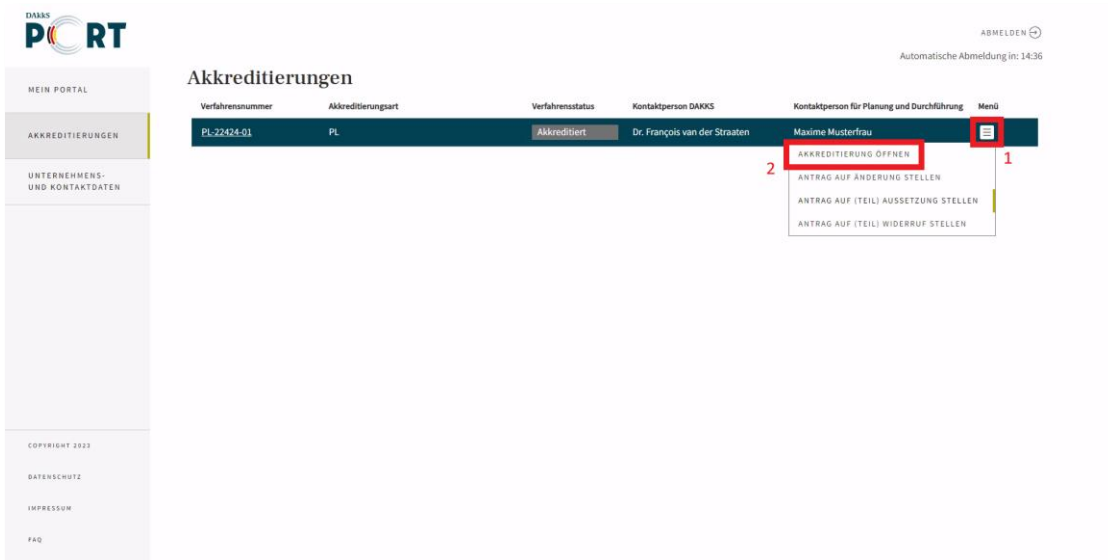 DAkkS
PORT
ABMELDEN
Automatische Abmeldung in: 14:36
MEIN PORTAL
AKKREDITIERUNGEN
UNTERNEHMENS-
UND KONTAKTDATEN
Akkreditierungen
Verfahrensnummer Akkreditierungsart Verfahrensstatus Kontaktperson DAKKS Kontaktperson für Planung und Durchführung Menü
PL-22424-01 PL Akkreditiert Dr. François van der Straaten Maxime Musterfrau
1
2
AKKREDITIERUNG ÖFFNEN
ANTRAG AUF ÄNDERUNG STELLEN
ANTRAG AUF (TEIL) AUSSETZUNG STELLEN
ANTRAG AUF (TEIL) WIDERRUF STELLEN
COPYRIGHT 2023
DATENSCHUTZ
IMPRESSUM
FAQ